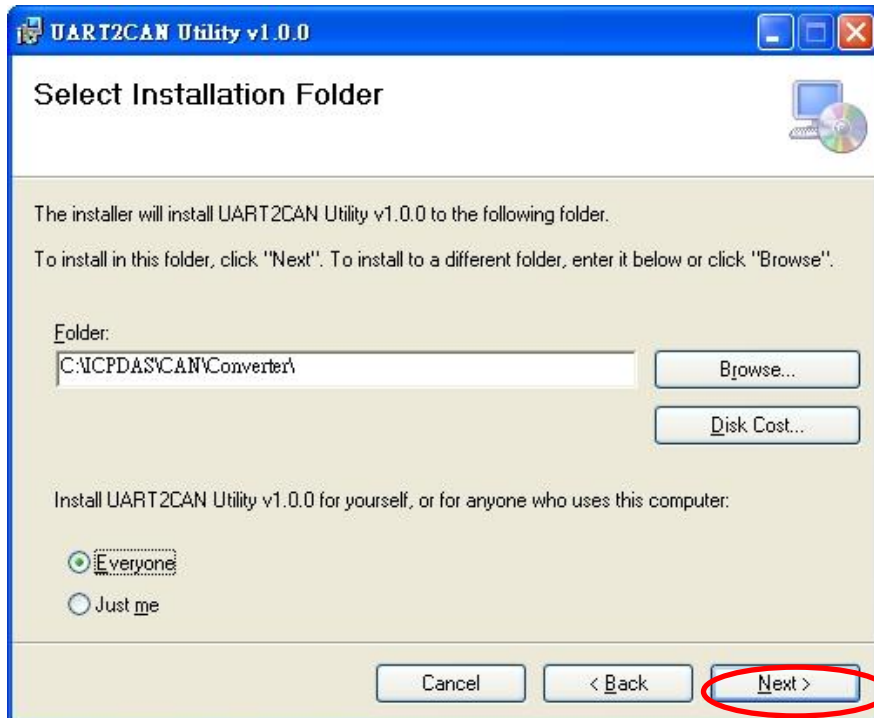 UART2CAN Utility v1.0.0
Select Installation Folder
The installer will install UART2CAN Utility v1.0.0 to the following folder.
To install in this folder, click "Next". To install to a different folder, enter it below or click "Browse".
Folder:
C:\ICPDAS\CAN\Converter\
Browse...
Disk Cost...
Install UART2CAN Utility v1.0.0 for yourself, or for anyone who uses this computer:
Everyone
Just me
Cancel
< Back
Next >